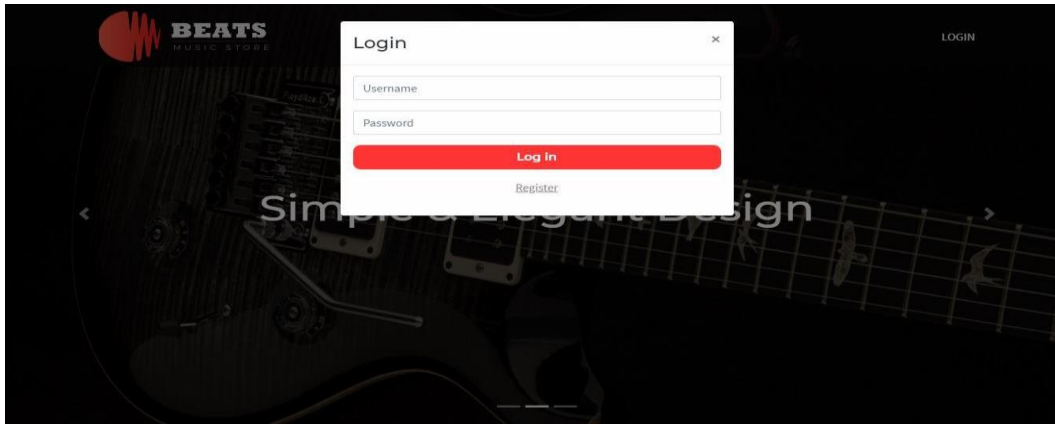 BEATS
MUSIC STORE
LOGIN
Login
×
Username
Password
Log in
Register
Simple & Elegant Design